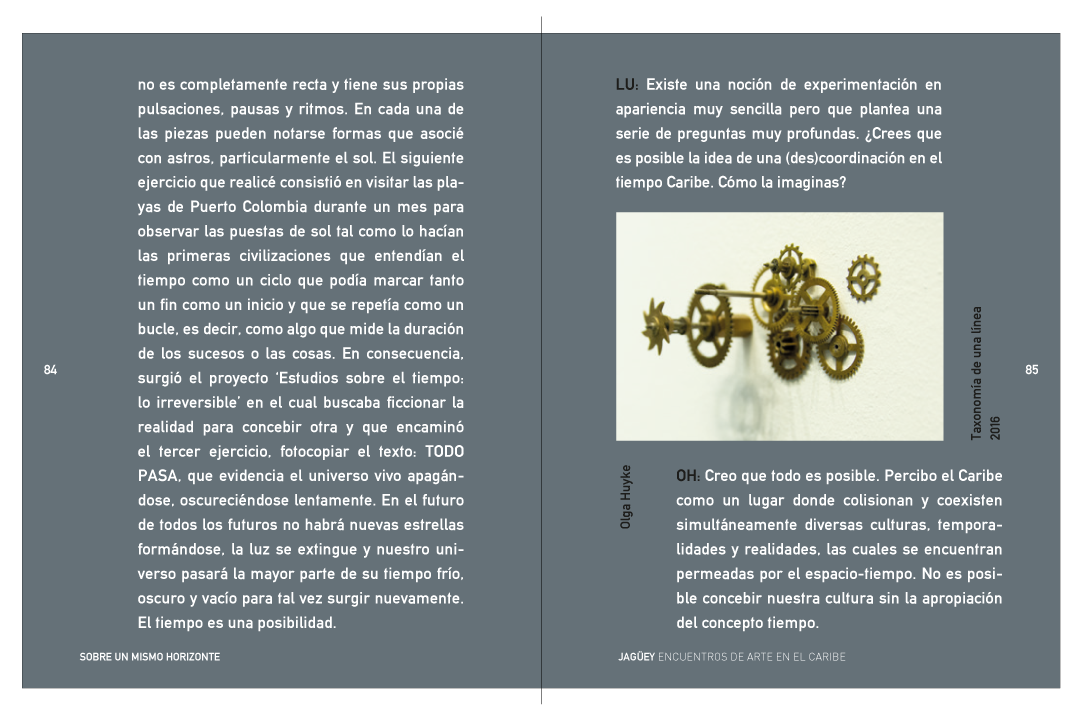 no es completamente recta y tiene sus propias
pulsaciones, pausas y ritmos. En cada una de
las piezas pueden notarse formas que asocié
con astros, particularmente el sol. El siguiente
ejercicio que realicé consistió en visitar las pla-
yas de Puerto Colombia durante un mes para
observar las puestas de sol tal como lo hacían
las primeras civilizaciones que entendían el
tiempo como un ciclo que podía marcar tanto
un fin como un inicio y que se repetía como un
bucle, es decir, como algo que mide la duración
de los sucesos o las cosas. En consecuencia,
surgió el proyecto ‘Estudios sobre el tiempo:
lo irreversible’ en el cual buscaba ficcionar la
realidad para concebir otra y que encaminó
el tercer ejercicio, fotocopiar el texto: TODO
PASA, que evidencia el universo vivo apagán-
dose, oscureciéndose lentamente. En el futuro
de todos los futuros no habrá nuevas estrellas
formándose, la luz se extingue y nuestro uni-
verso pasará la mayor parte de su tiempo frío,
oscuro y vacío para tal vez surgir nuevamente.
El tiempo es una posibilidad.
84
SOBRE UN MISMO HORIZONTE
LU: Existe una noción de experimentación en
apariencia muy sencilla pero que plantea una
serie de preguntas muy profundas. ¿Crees que
es posible la idea de una (des)coordinación en el
tiempo Caribe. Cómo la imaginas?
Taxonomía de una línea
2016
85
Olga Huyke
OH: Creo que todo es posible. Percibo el Caribe
como un lugar donde colisionan y coexisten
simultáneamente diversas culturas, tempora-
lidades y realidades, las cuales se encuentran
permeadas por el espacio-tiempo. No es posi-
ble concebir nuestra cultura sin la apropiación
del concepto tiempo.
JAGÜEY ENCUENTROS DE ARTE EN EL CARIBE